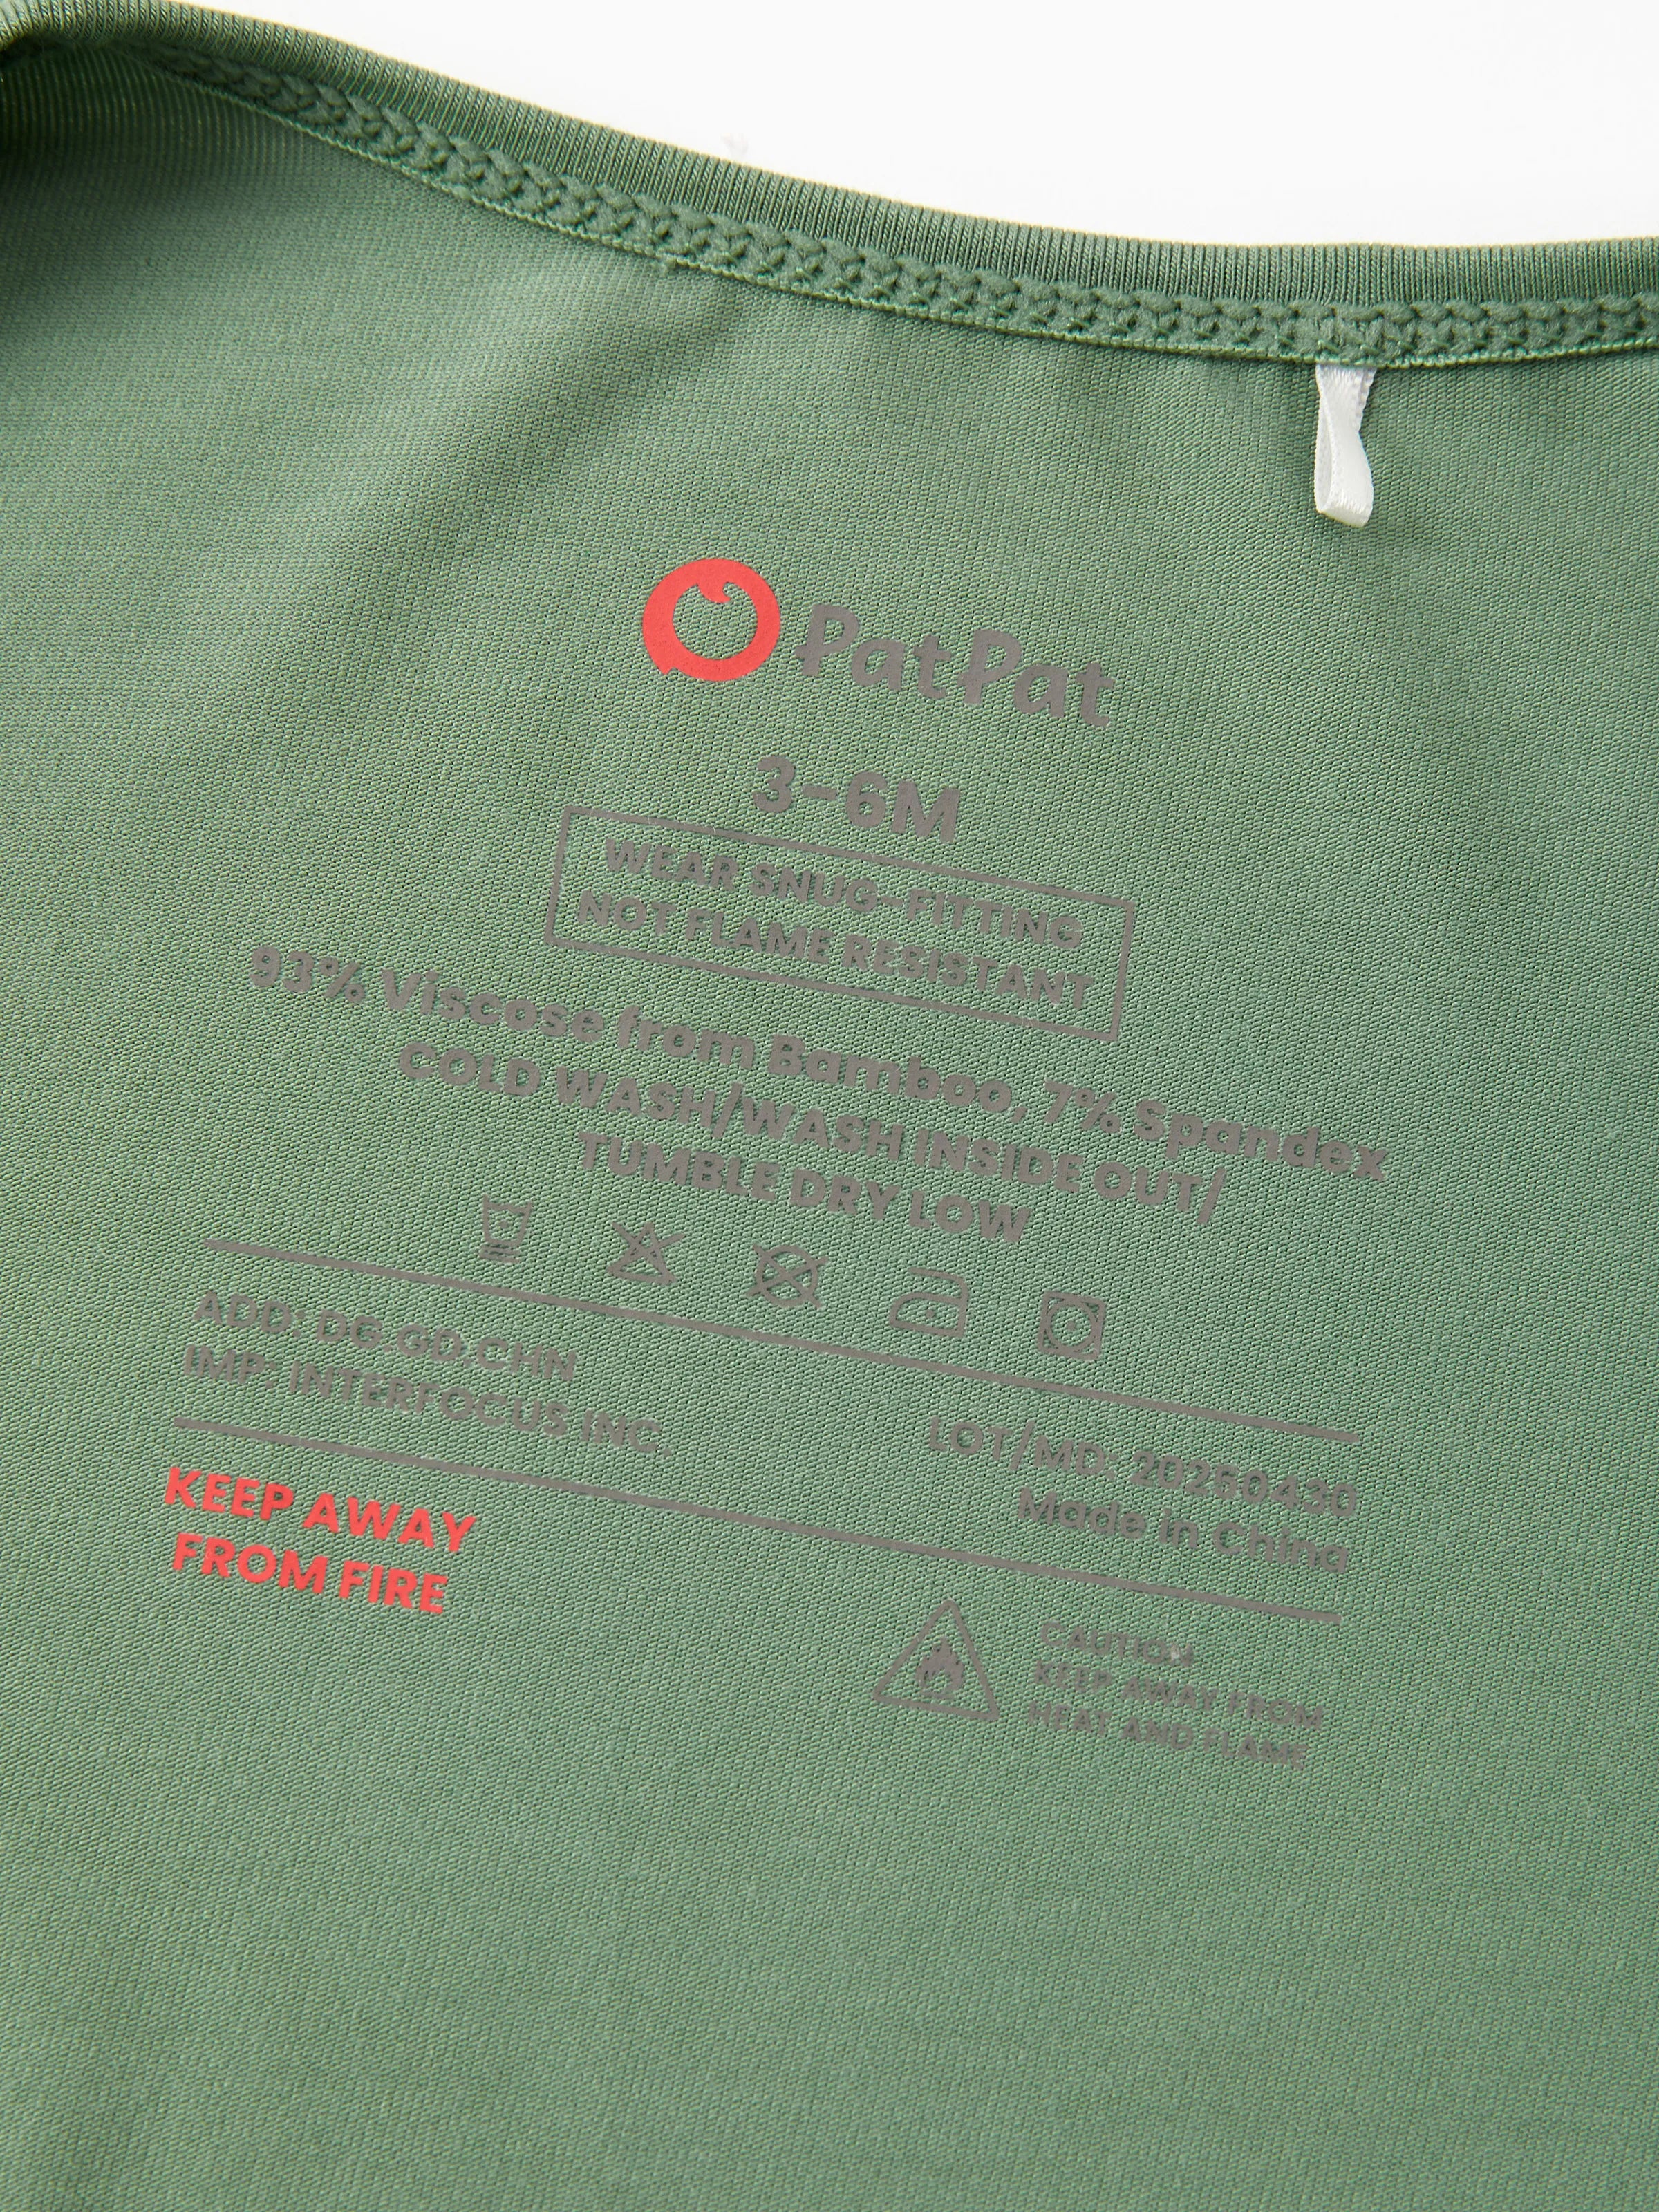 PatPat
3-6M
WEAR SNUG-FITTING
NOT FLAME RESISTANT
93% Viscose from Bamboo, 7% Spandex
COLD WASH/WASH INSIDE OUT/
TUMBLE DRY LOW
ADD: DG.GD.CHN
IMP: INTERFOCUS INC.
LOT/MD: 20260430
Made in China
KEEP AWAY
FROM FIRE
CAUTION
KEEP AWAY FROM
HEAT AND FLAME